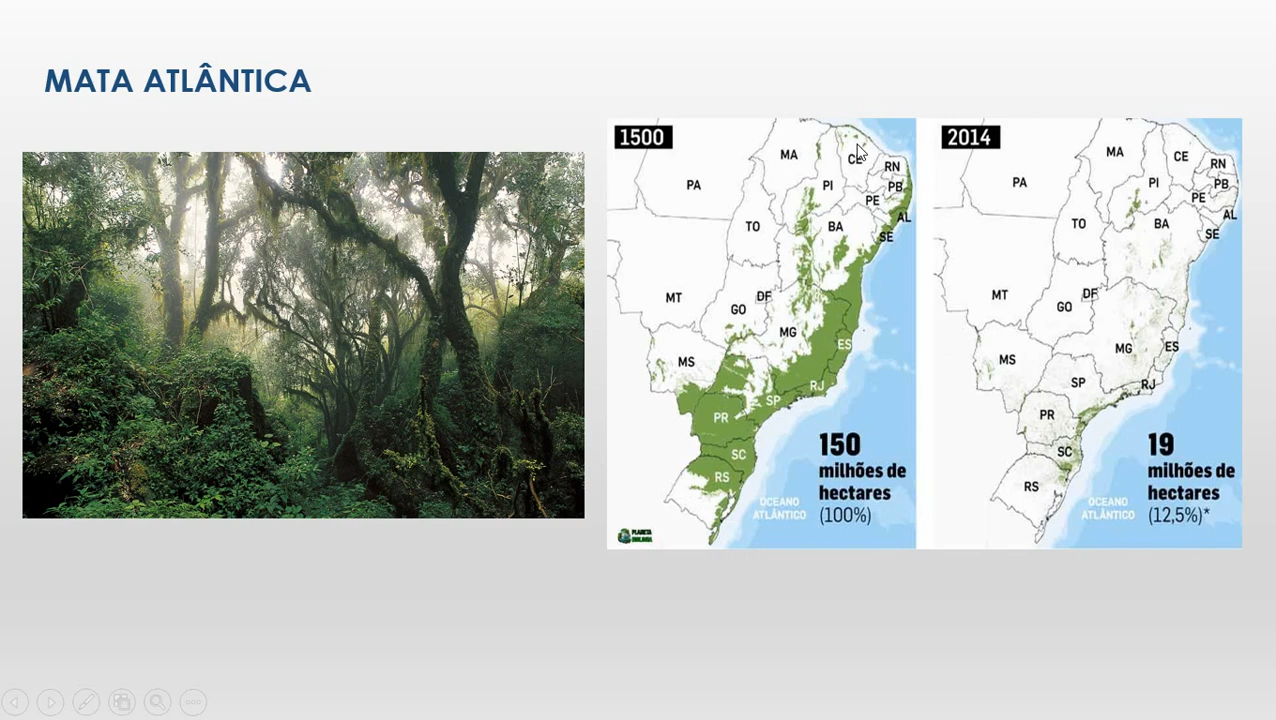 MATA ATLÂNTICA
1500
MA
CE
RN
PA
PI
PB
PE
AL
TO
BA
SE
MT
DF
GO
MG
ES
MS
RJ
SP
PR
SC
RS
150
milhões de
hectares
(100%)
OCEANO
ATLÂNTICO
PLANETA
BIOLOGIA
2014
MA
CE
RN
PA
PI
PB
PE
AL
TO
BA
SE
MT
DF
GO
MG
ES
MS
SP
RJ
PR
SC
RS
19
milhões de
hectares
(12,5%)*
OCEANO
ATLÂNTICO